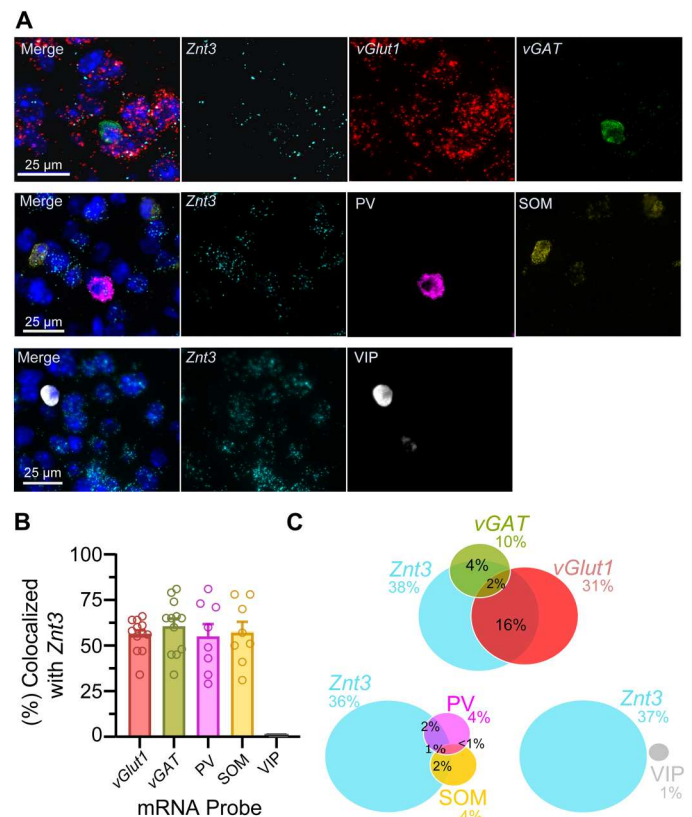 A
Merge Znt3 vGlut1 vGAT
25 µm
Merge Znt3 PV SOM
25 µm
Merge Znt3 VIP
25 µm
B
(%) Colocalized
with Znt3
100
75
50
25
0
vGlut1 vGAT PV SOM VIP
mRNA Probe
C
vGAT
10%
Znt3
38%
4%
2%
vGlut1
31%
16%
Znt3
36%
PV
4%
2%
<1%
1%
2%
SOM
4%
Znt3
37%
VIP
1%